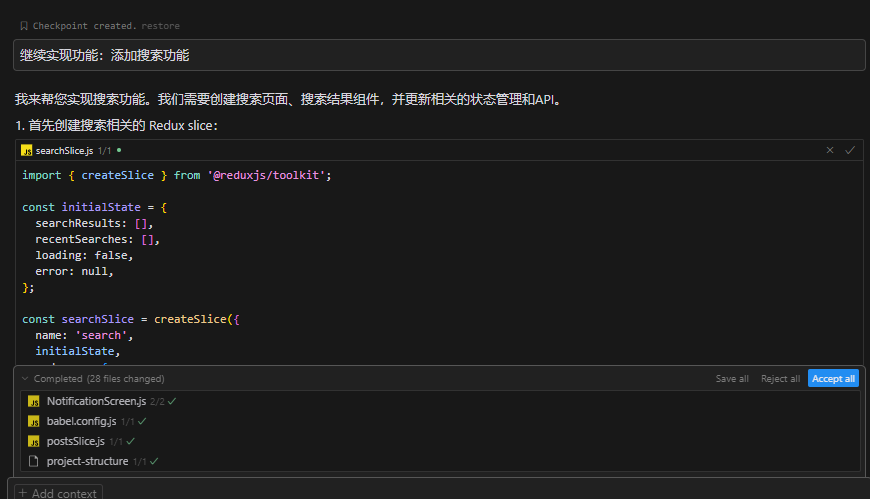 Checkpoint created. restore
继续实现功能：添加搜索功能
我来帮您实现搜索功能。我们需要创建搜索页面、搜索结果组件，并更新相关的状态管理和API。
1. 首先创建搜索相关的 Redux slice：
JS searchSlice.js 1/1
import { createSlice } from '@reduxjs/toolkit';
const initialState = {
searchResults: [],
recentSearches: [],
loading: false,
error: null,
};
const searchSlice = createSlice({
name: 'search',
initialState,
Completed (28 files changed) Save all Reject all Accept all
JS NotificationScreen.js 2/2
JS babel.config.js 1/1
JS postsSlice.js 1/1
project-structure 1/1
+ Add context